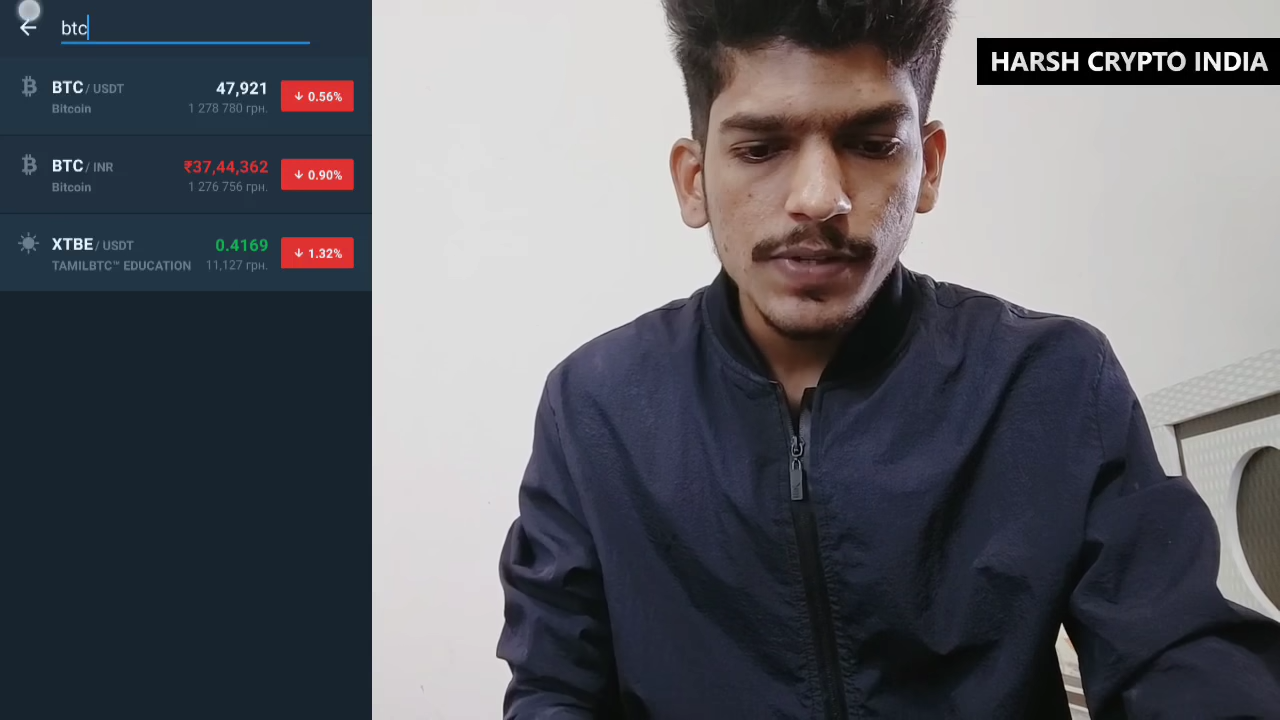 btc
BTC / USDT 47,921 ↓ 0.56%
Bitcoin 1 278 780 грн.
BTC / INR ₹37,44,362 ↓ 0.90%
Bitcoin 1 276 756 грн.
XTBE / USDT 0.4169 ↓ 1.32%
TAMILBTC™ EDUCATION 11,127 грн.
HARSH CRYPTO INDIA